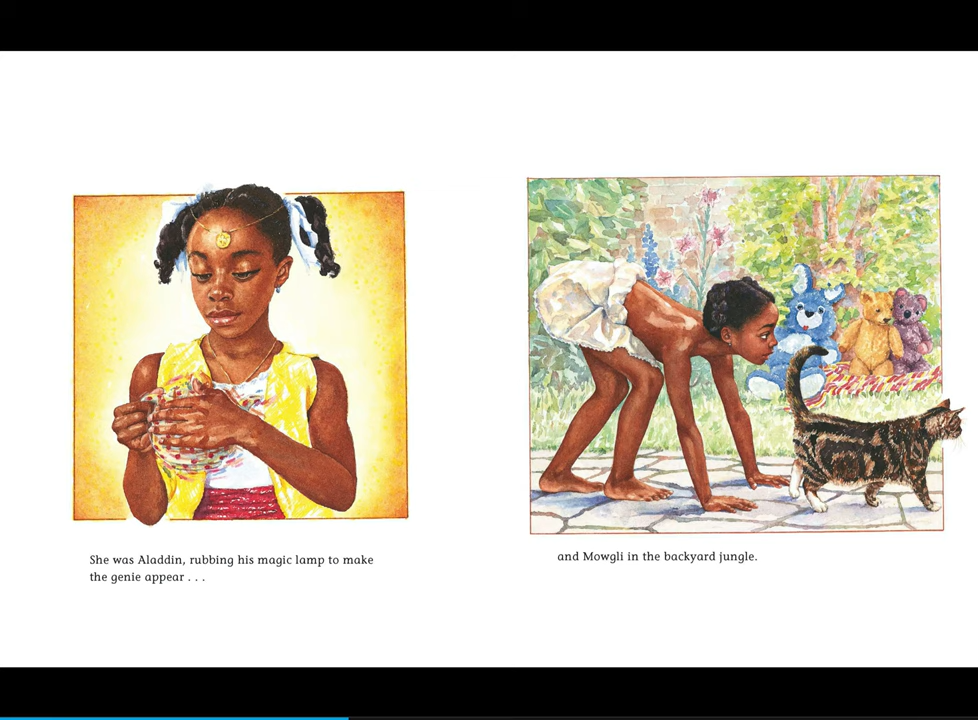 She was Aladdin, rubbing his magic lamp to make
the genie appear . . .
and Mowgli in the backyard jungle.